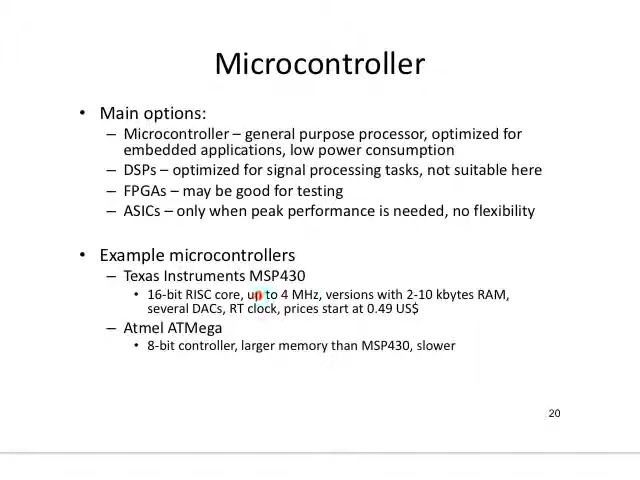 Microcontroller
• Main options:
– Microcontroller – general purpose processor, optimized for
embedded applications, low power consumption
– DSPs – optimized for signal processing tasks, not suitable here
– FPGAs – may be good for testing
– ASICs – only when peak performance is needed, no flexibility
• Example microcontrollers
– Texas Instruments MSP430
• 16-bit RISC core, up to 4 MHz, versions with 2-10 kbytes RAM,
several DACs, RT clock, prices start at 0.49 US$
– Atmel ATMega
• 8-bit controller, larger memory than MSP430, slower
20